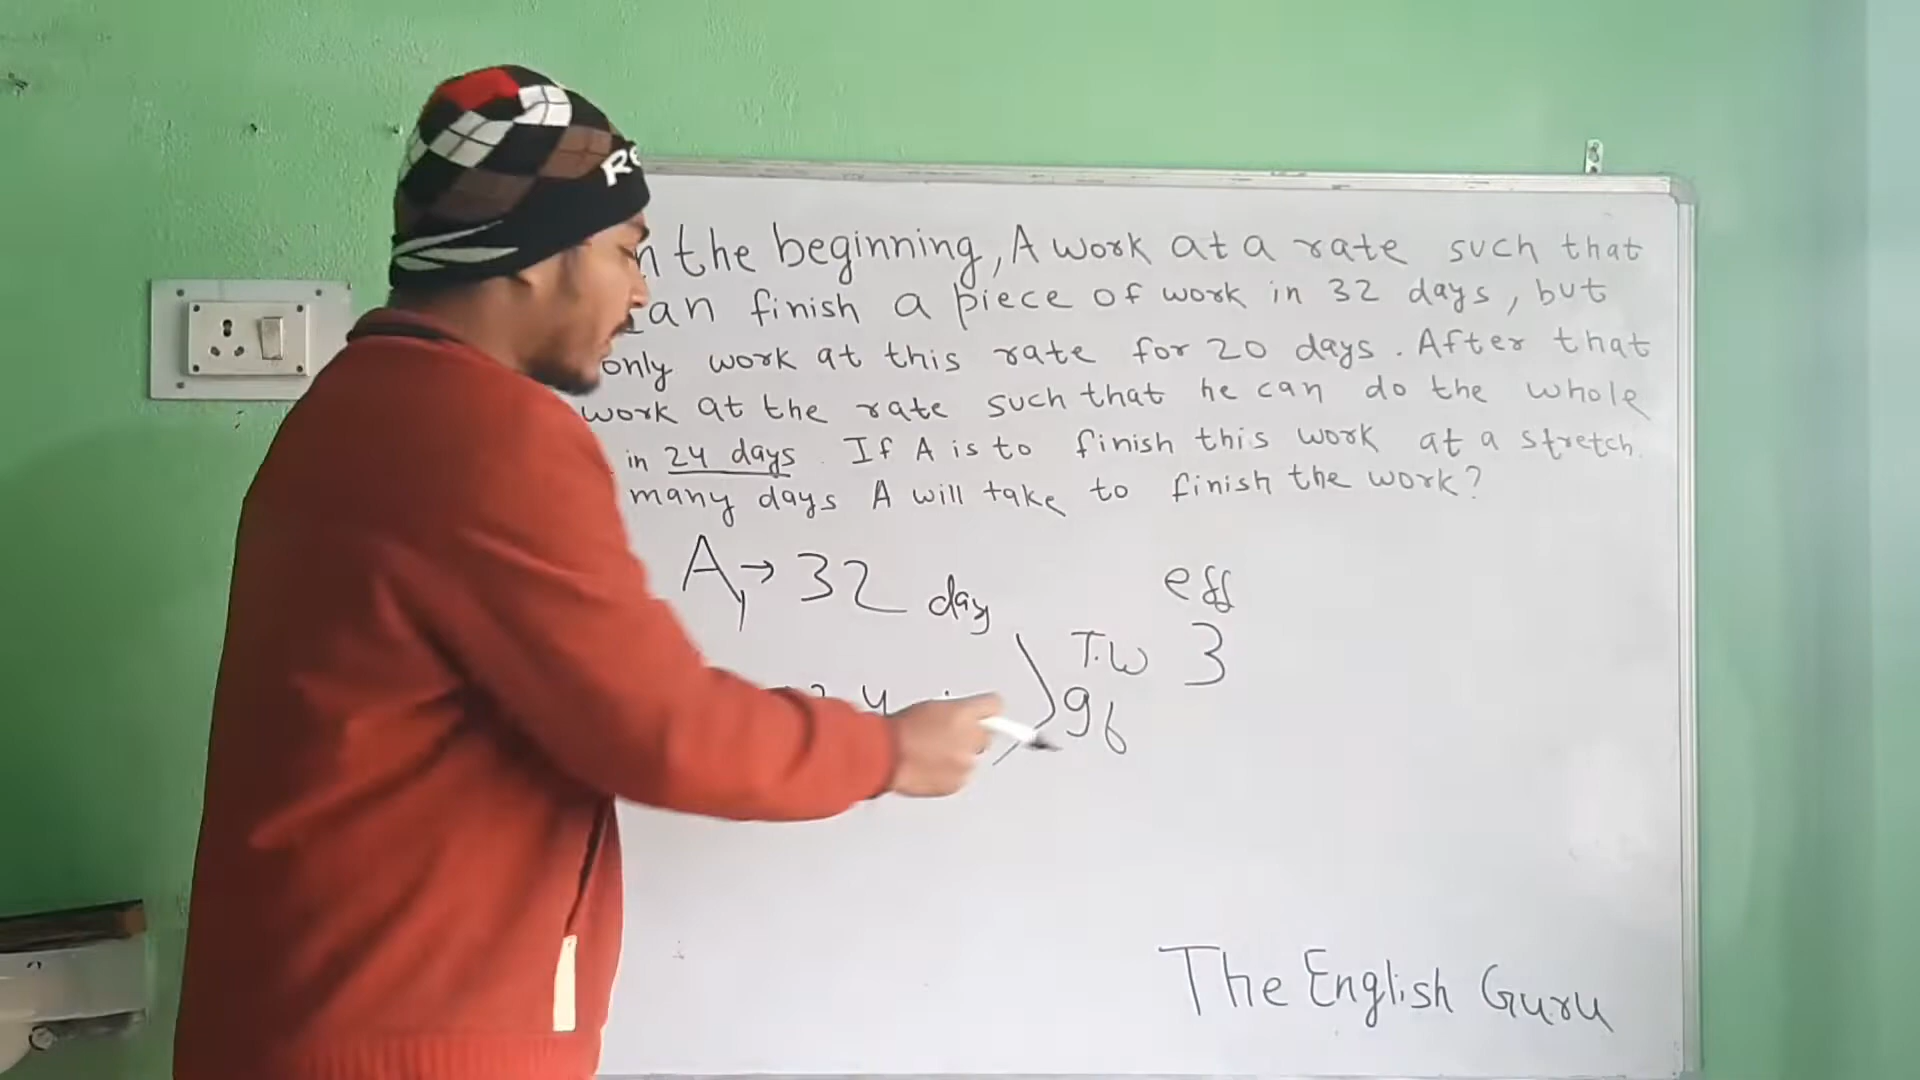 Re
n the beginning, A work at a rate such that
can finish a piece of work in 32 days, but
only work at this rate for 20 days. After that
work at the rate such that he can do the whole
in 24 days. If A is to finish this work at a stretch.
many days A will take to finish the work?
A1 → 32 day
eff
T.W 3
24
96
The English Guru